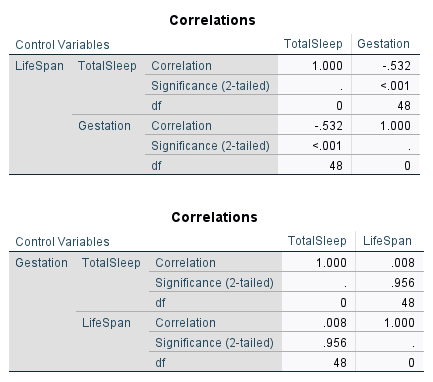 Correlations
Control Variables TotalSleep Gestation
LifeSpan TotalSleep Correlation 1.000 -.532
Significance (2-tailed) . <.001
df 0 48
Gestation Correlation -.532 1.000
Significance (2-tailed) <.001 .
df 48 0
Correlations
Control Variables TotalSleep LifeSpan
Gestation TotalSleep Correlation 1.000 .008
Significance (2-tailed) . .956
df 0 48
LifeSpan Correlation .008 1.000
Significance (2-tailed) .956 .
df 48 0